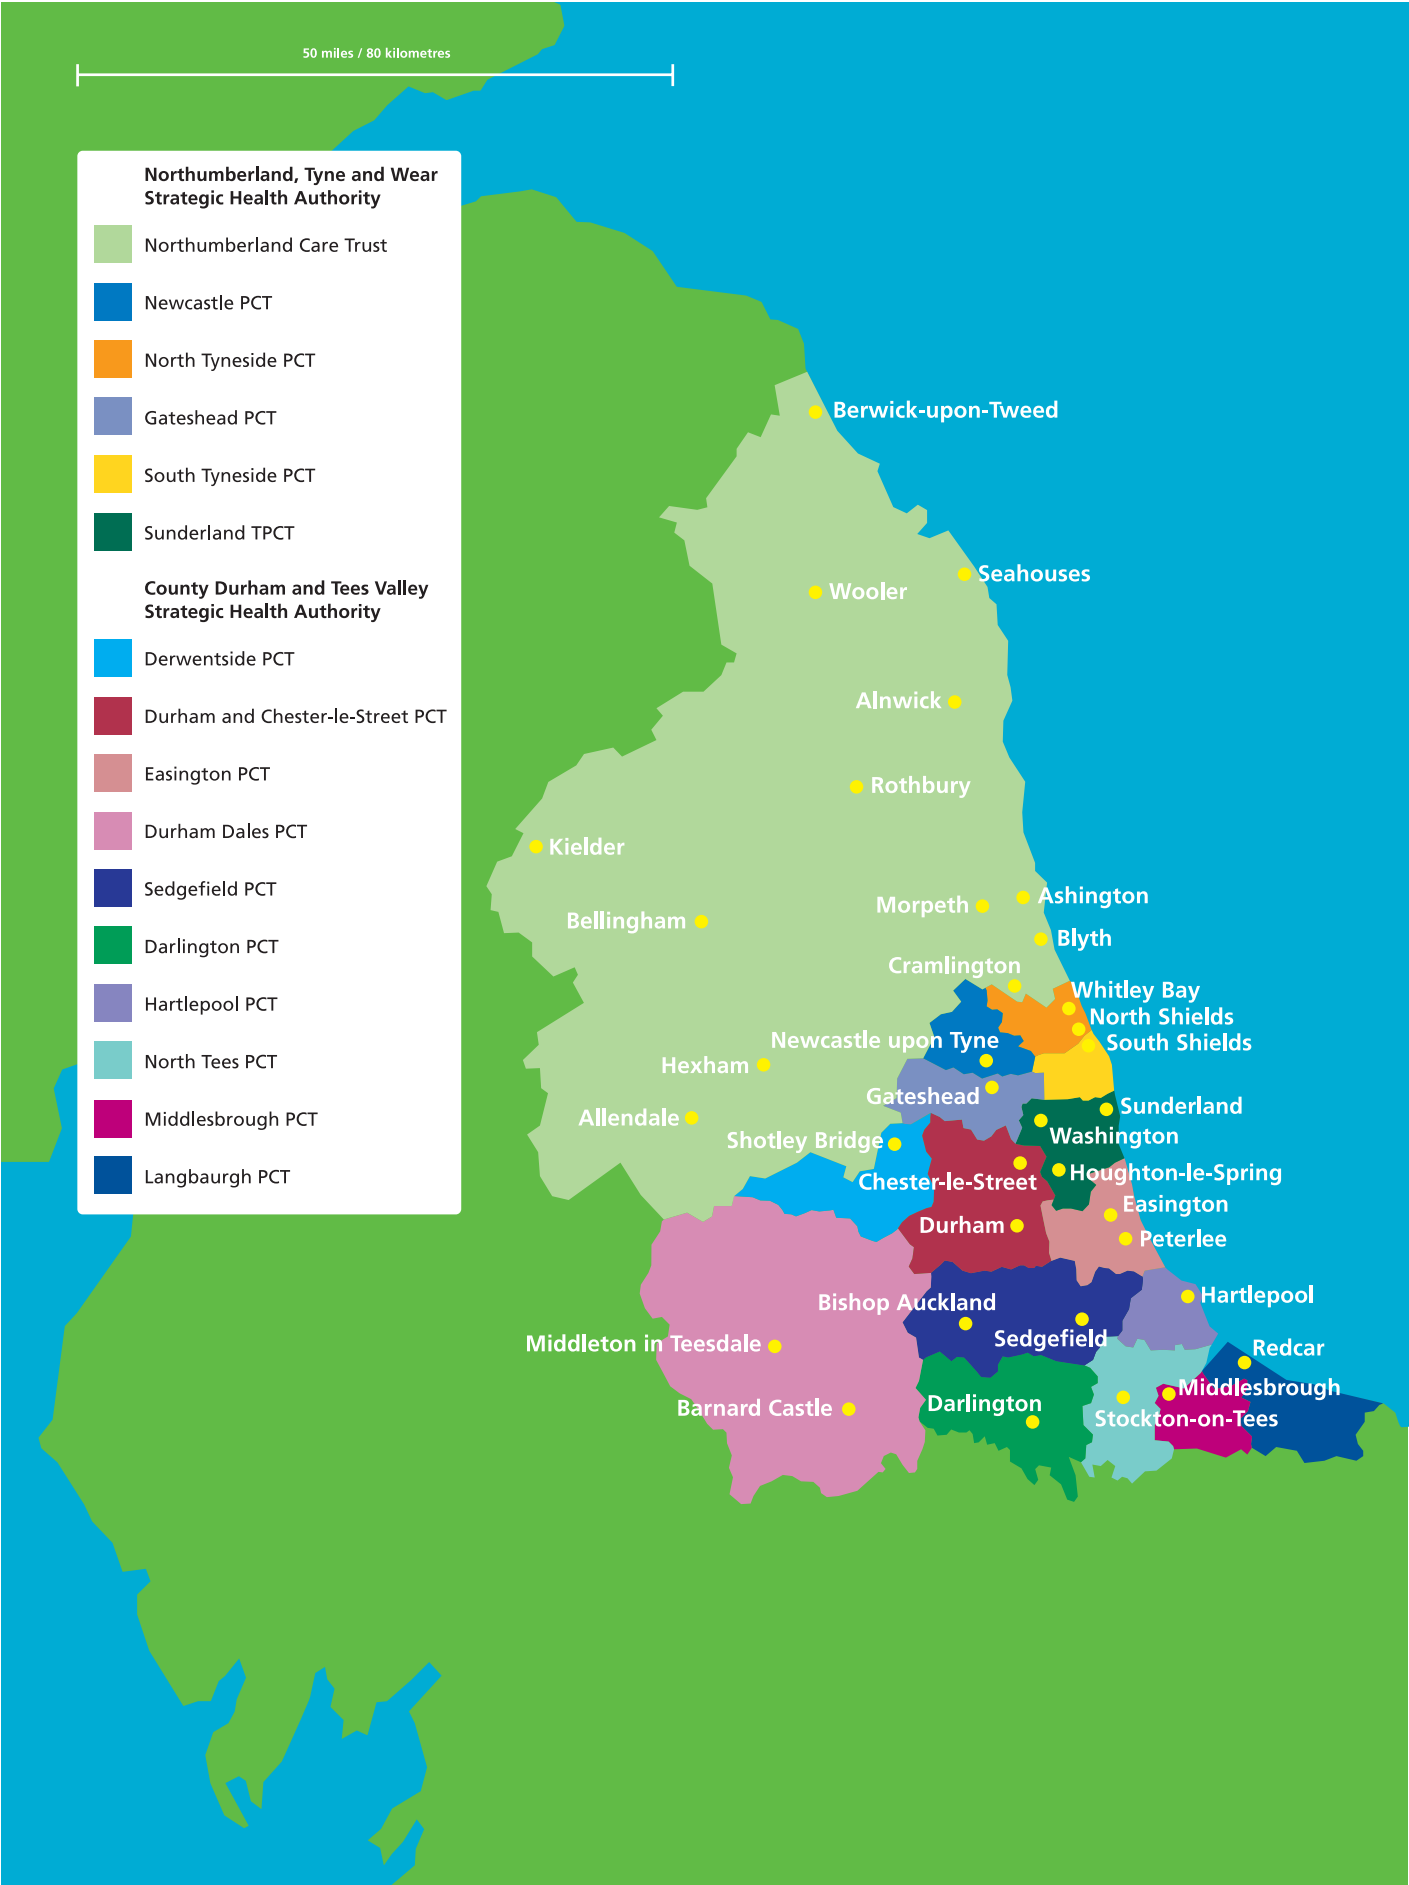 50 miles / 80 kilometres
Northumberland, Tyne and Wear
Strategic Health Authority
Northumberland Care Trust
Newcastle PCT
North Tyneside PCT
Gateshead PCT
South Tyneside PCT
Sunderland TPCT
County Durham and Tees Valley
Strategic Health Authority
Derwentside PCT
Durham and Chester-le-Street PCT
Easington PCT
Durham Dales PCT
Sedgefield PCT
Darlington PCT
Hartlepool PCT
North Tees PCT
Middlesbrough PCT
Langbaurgh PCT
Berwick-upon-Tweed
Seahouses
Wooler
Alnwick
Rothbury
Kielder
Ashington
Morpeth
Bellingham
Blyth
Cramlington
Whitley Bay
North Shields
Newcastle upon Tyne
South Shields
Hexham
Gateshead
Sunderland
Allendale
Washington
Shotley Bridge
Houghton-le-Spring
Chester-le-Street
Easington
Durham
Peterlee
Hartlepool
Bishop Auckland
Sedgefield
Middleton in Teesdale
Redcar
Middlesbrough
Darlington
Barnard Castle
Stockton-on-Tees